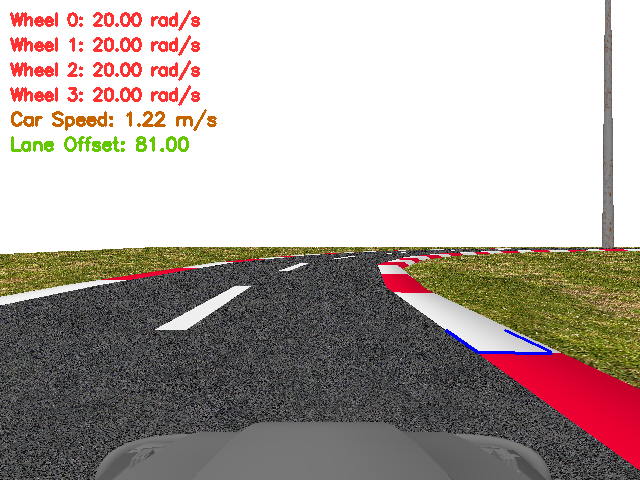 Wheel 0: 20.00 rad/s
Wheel 1: 20.00 rad/s
Wheel 2: 20.00 rad/s
Wheel 3: 20.00 rad/s
Car Speed: 1.22 m/s
Lane Offset: 81.00